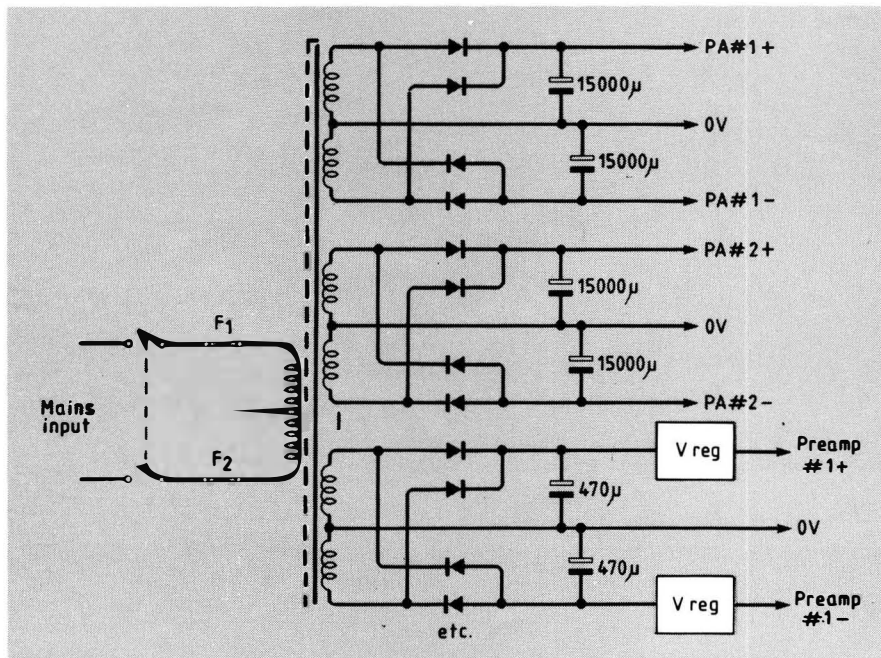 PA#1+
15000μ
0V
15000μ
PA#1-
PA#2+
15000μ
F1
0V
15000μ
Mains
input
F2
PA#2-
V reg
Preamp
#1+
470μ
0V
470μ
V reg
Preamp
#1-
etc.